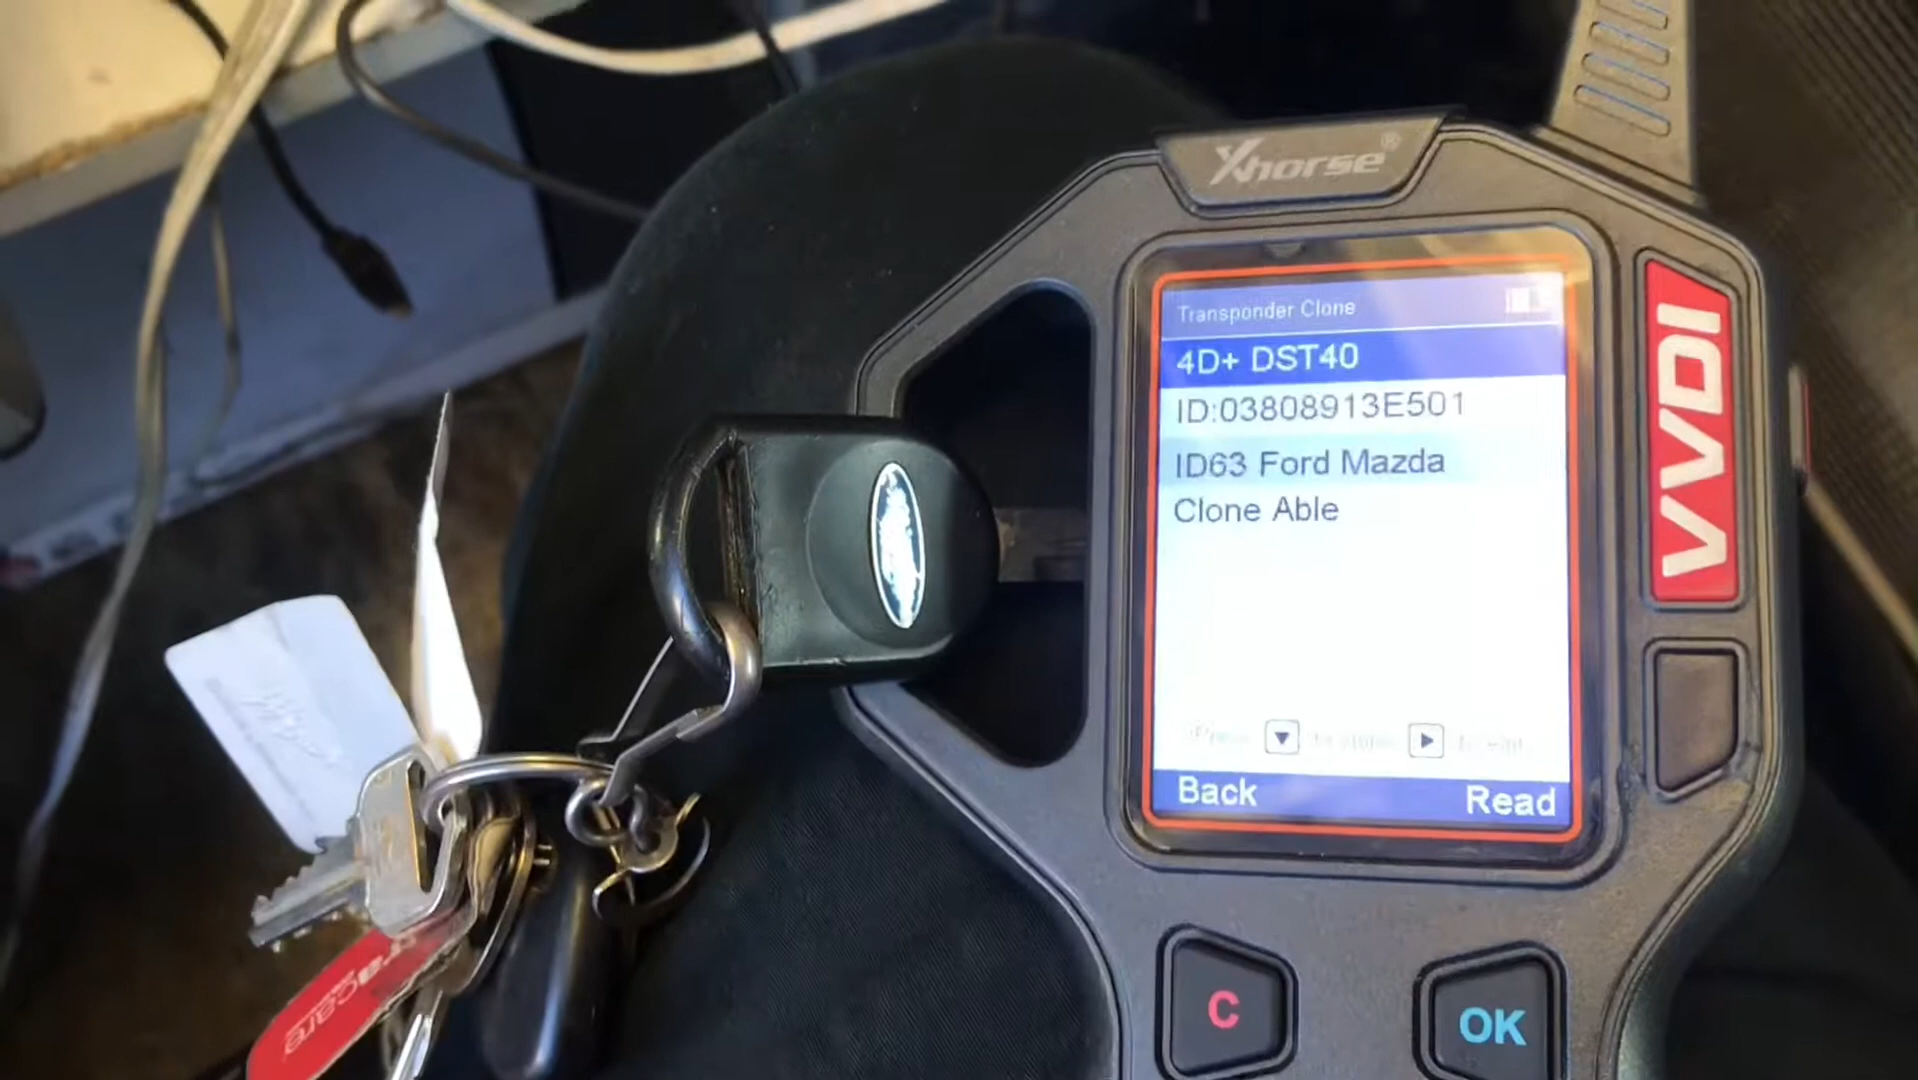 Xhorse®
Transponder Clone
4D+ DST40
ID:03808913E501
ID63 Ford Mazda
Clone Able
Back
Read
VVDI
C
OK